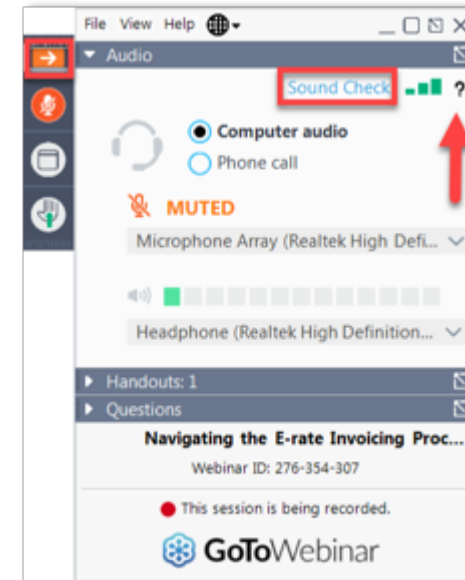 File View Help
Audio
Sound Check ?
Computer audio
Phone call
MUTED
Microphone Array (Realtek High Defi...
Headphone (Realtek High Definition...
Handouts: 1
Questions
Navigating the E-rate Invoicing Proc...
Webinar ID: 276-354-307
This session is being recorded.
GoToWebinar